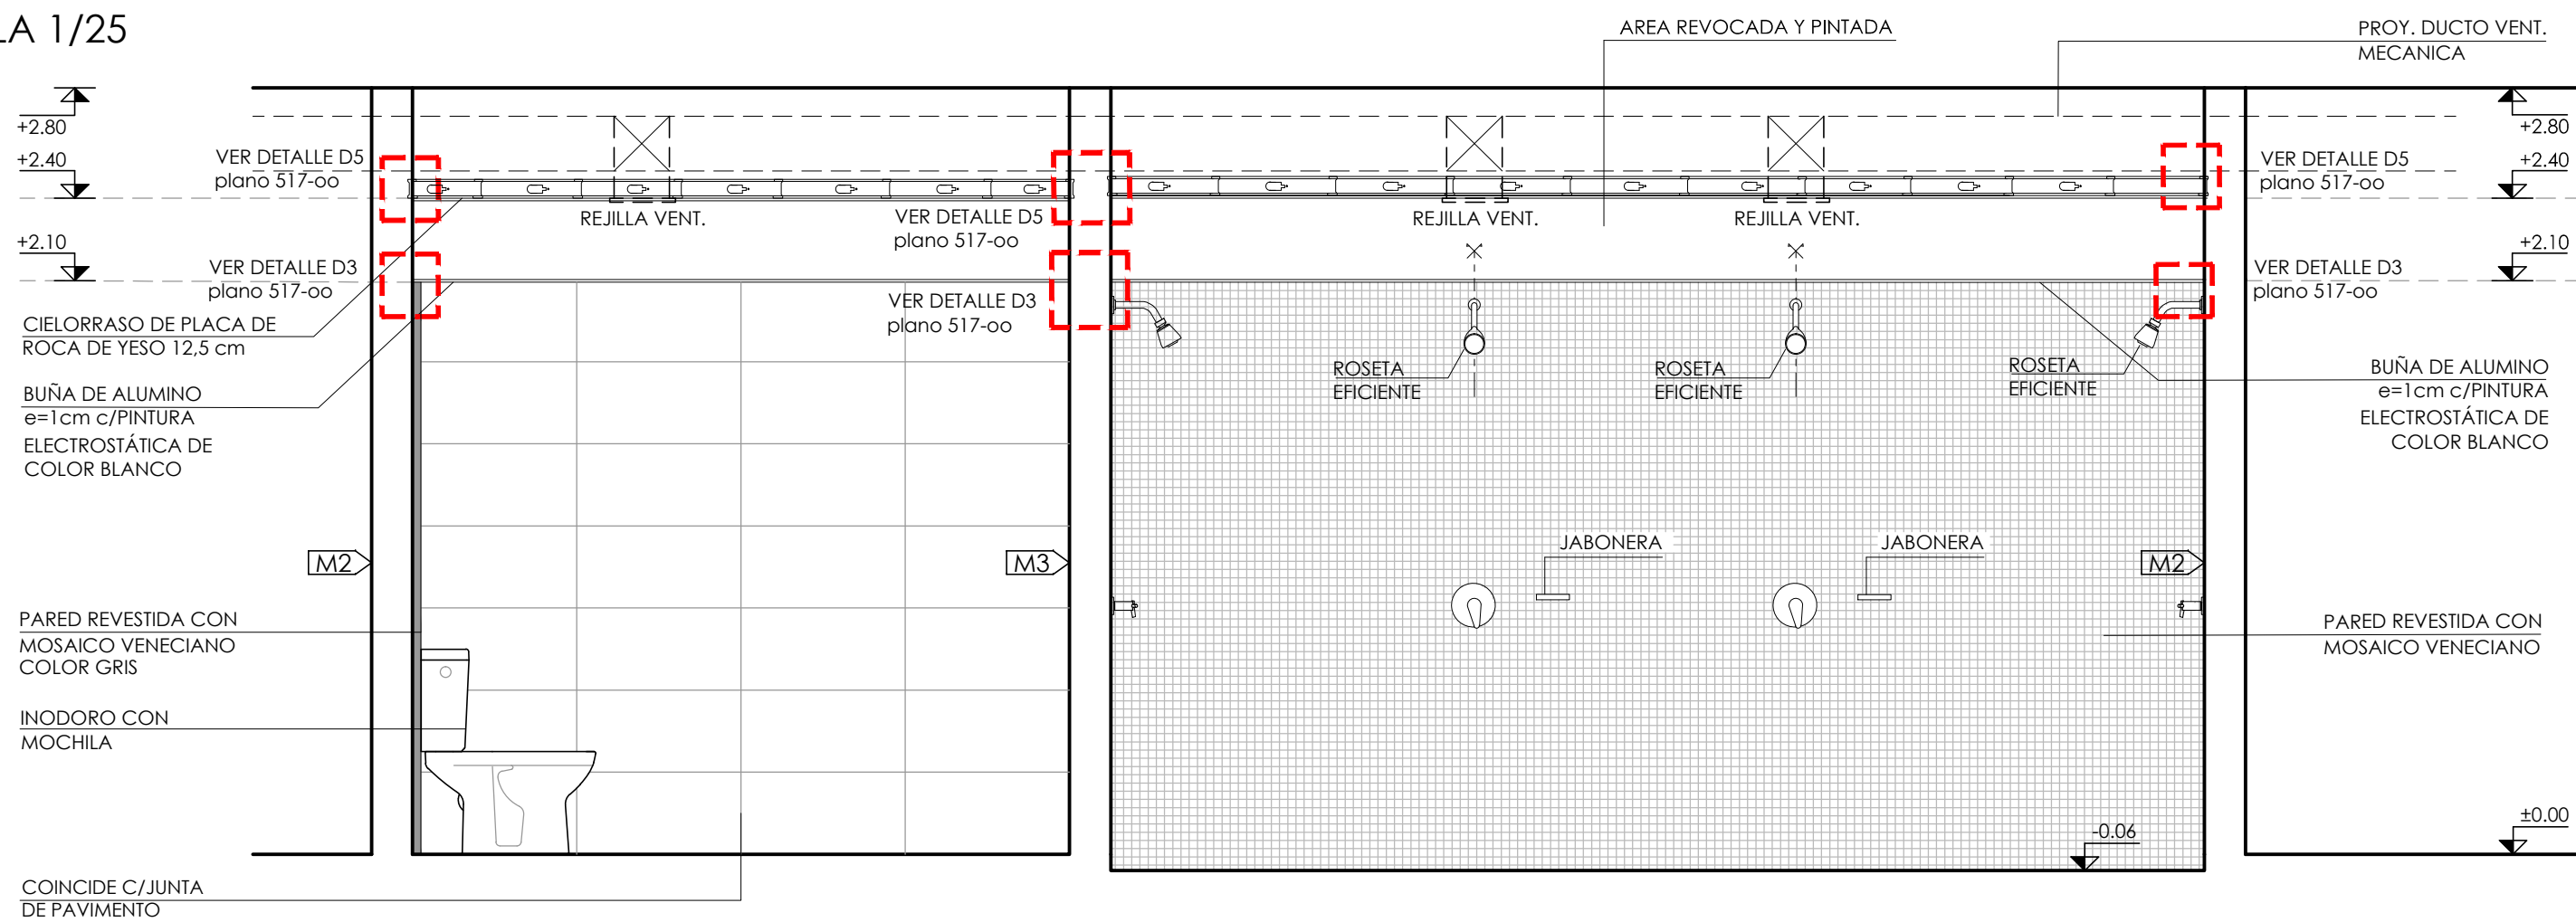 LA 1/25
AREA REVOCADA Y PINTADA
PROY. DUCTO VENT.
MECANICA
+2.80
+2.40
+2.10
VER DETALLE D5
plano 517-oo
VER DETALLE D3
plano 517-oo
CIELORRASO DE PLACA DE
ROCA DE YESO 12,5 cm
BUÑA DE ALUMINO
e=1cm c/PINTURA
ELECTROSTÁTICA DE
COLOR BLANCO
M2
PARED REVESTIDA CON
MOSAICO VENECIANO
COLOR GRIS
INODORO CON
MOCHILA
COINCIDE C/JUNTA
DE PAVIMENTO
REJILLA VENT.
VER DETALLE D5
plano 517-oo
VER DETALLE D3
plano 517-oo
M3
REJILLA VENT.
REJILLA VENT.
ROSETA
EFICIENTE
ROSETA
EFICIENTE
ROSETA
EFICIENTE
JABONERA
JABONERA
M2
-0.06
+2.80
+2.40
+2.10
VER DETALLE D5
plano 517-oo
VER DETALLE D3
plano 517-oo
BUÑA DE ALUMINO
e=1cm c/PINTURA
ELECTROSTÁTICA DE
COLOR BLANCO
PARED REVESTIDA CON
MOSAICO VENECIANO
±0.00